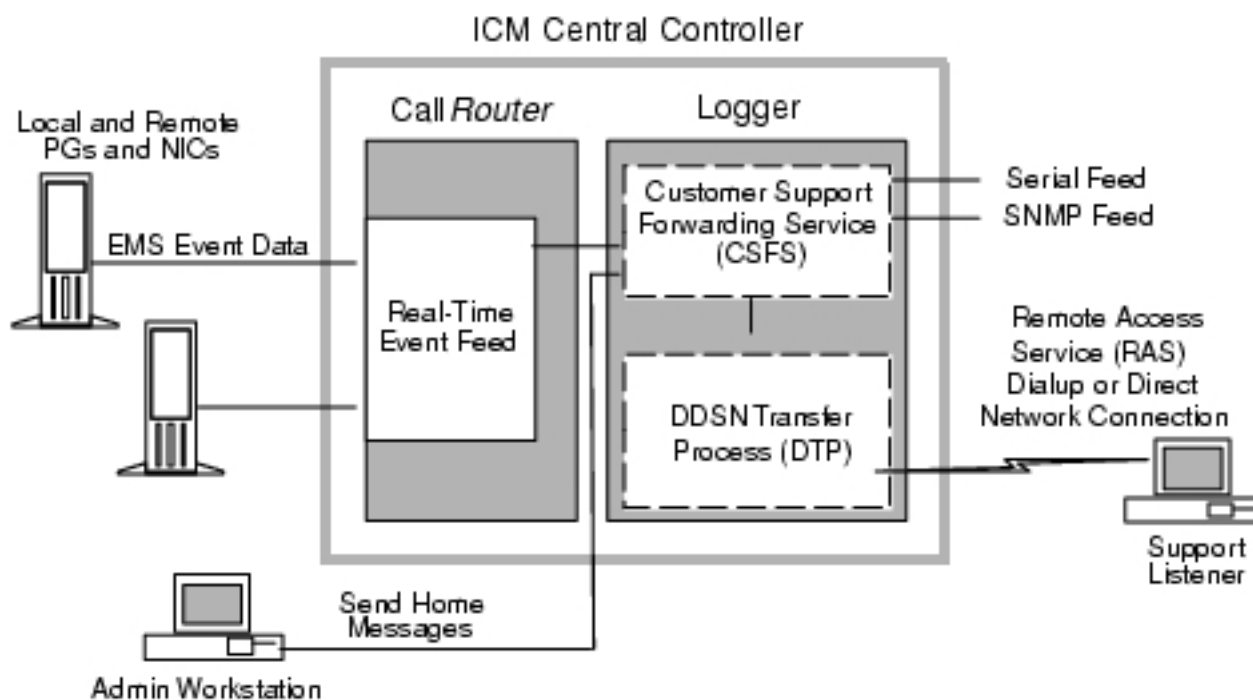 ICM Central Controller
Call Router
Logger
Local and Remote
PGs and NICs
EMS Event Data
Real-Time
Event Feed
Customer Support
Forwarding Service
(CSFS)
Serial Feed
SNMP Feed
DDSN Transfer
Process (DTP)
Remote Access
Service (RAS)
Dialup or Direct
Network Connection
Support
Listener
Send Home
Messages
Admin Workstation